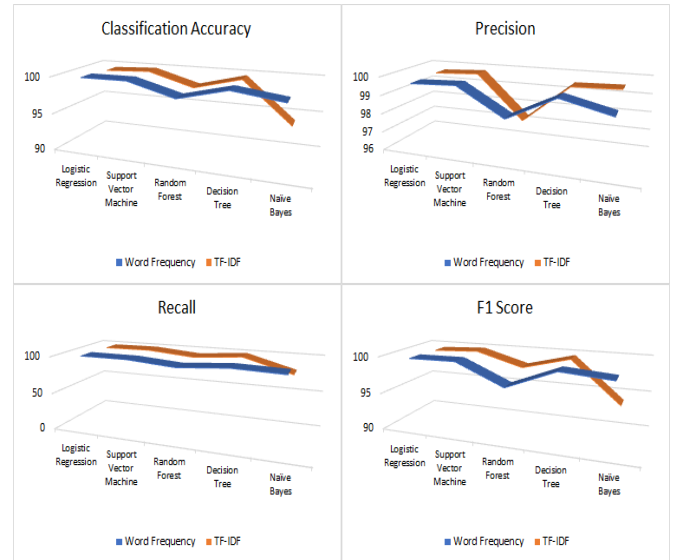 Classification Accuracy
100
95
90
Logistic
Regression
Support
Vector
Machine
Random
Forest
Decision
Tree
Naïve
Bayes
Word Frequency TF-IDF
Precision
100
99
98
97
96
Logistic
Regression
Support
Vector
Machine
Random
Forest
Decision
Tree
Naïve
Bayes
Word Frequency TF-IDF
Recall
100
50
0
Logistic
Regression
Support
Vector
Machine
Random
Forest
Decision
Tree
Naïve
Bayes
Word Frequency TF-IDF
F1 Score
100
95
90
Logistic
Regression
Support
Vector
Machine
Random
Forest
Decision
Tree
Naïve
Bayes
Word Frequency TF-IDF